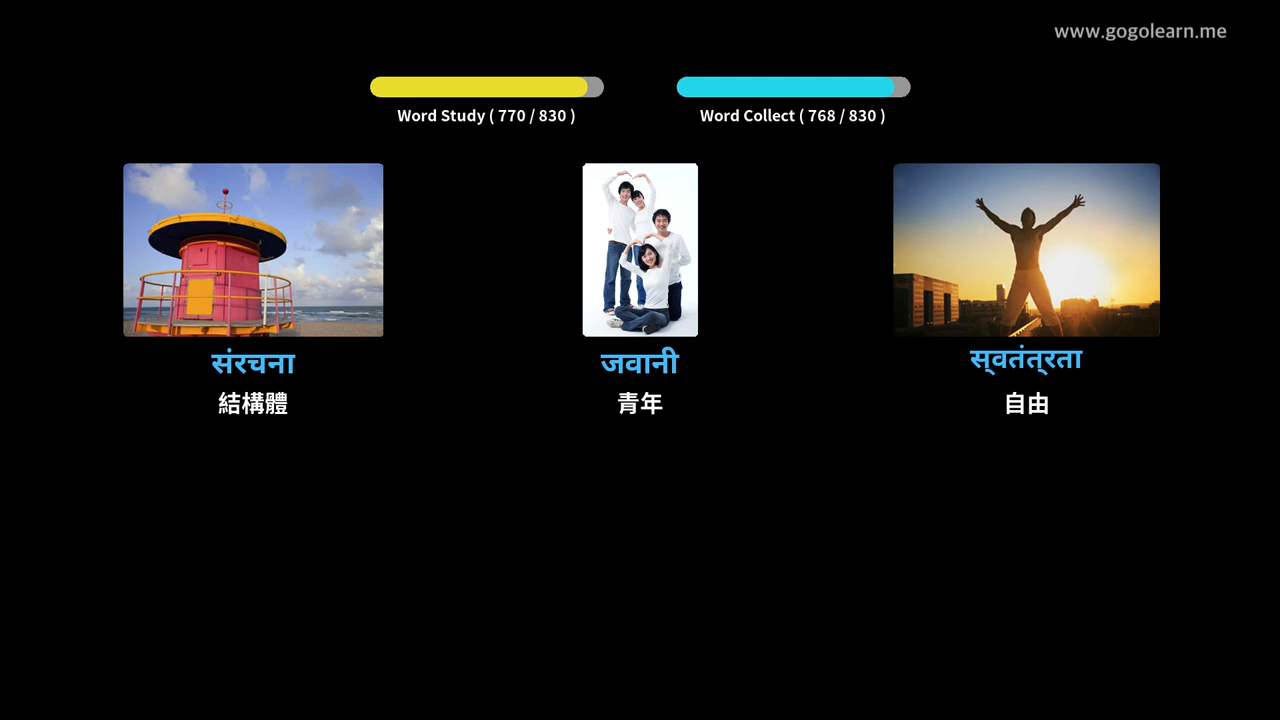 www.gogolearn.me
Word Study ( 770 / 830 )
Word Collect ( 768 / 830 )
संरचना
जवानी
स्वतंत्रता
結構體
青年
自由